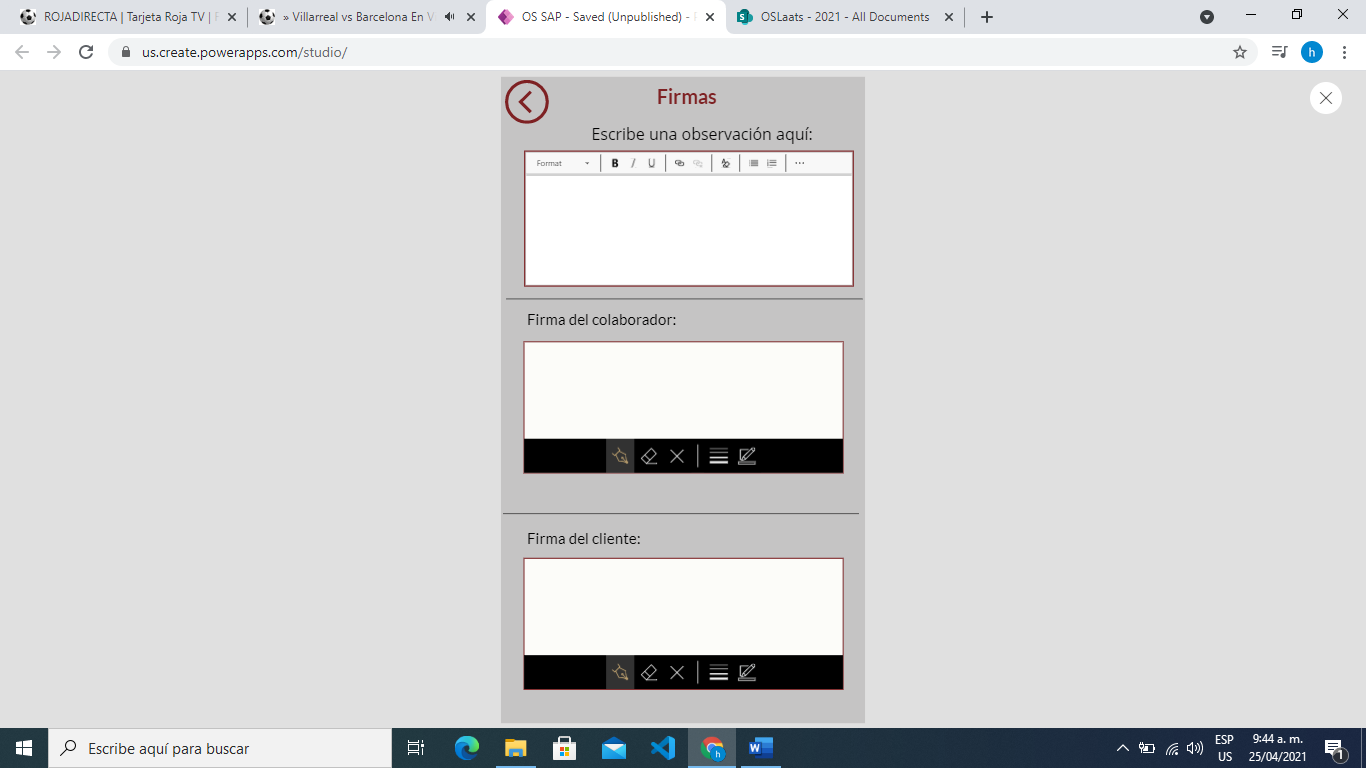 ROJADIRECTA | Tarjeta Roja TV |
» Villarreal vs Barcelona En V
OS SAP - Saved (Unpublished) -
OSLaats - 2021 - All Documents
us.create.powerapps.com/studio/
h
Firmas
Escribe una observación aquí:
Format
B I U
Firma del colaborador:
Firma del cliente:
Escribe aquí para buscar
h
ESP
US
9:44 a. m.
25/04/2021
1